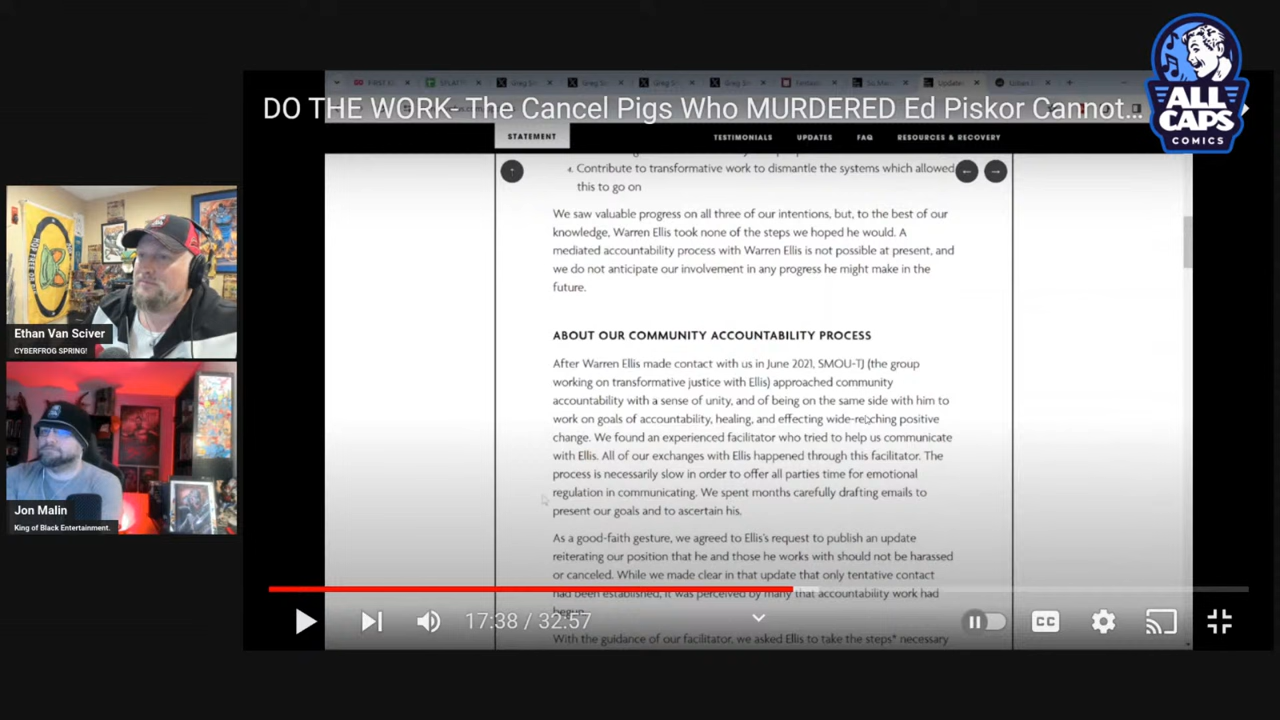 DO THE WORK- The Cancel Pigs Who MURDERED Ed Piskor Cannot...
ALL
CAPS
COMICS
STATEMENT
TESTIMONIALS
UPDATES
FAQ
RESOURCES & RECOVERY
4. Contribute to transformative work to dismantle the systems which allowed
this to go on
We saw valuable progress on all three of our intentions, but, to the best of our
knowledge, Warren Ellis took none of the steps we hoped he would. A
mediated accountability process with Warren Ellis is not possible at present, and
we do not anticipate our involvement in any progress he might make in the
future.
ABOUT OUR COMMUNITY ACCOUNTABILITY PROCESS
After Warren Ellis made contact with us in June 2021, SMOU-TJ (the group
working on transformative justice with Ellis) approached community
accountability with a sense of unity, and of being on the same side with him to
work on goals of accountability, healing, and effecting wide-reaching positive
change. We found an experienced facilitator who tried to help us communicate
with Ellis. All of our exchanges with Ellis happened through this facilitator. The
process is necessarily slow in order to offer all parties time for emotional
regulation in communicating. We spent months carefully drafting emails to
present our goals and to ascertain his.
As a good-faith gesture, we agreed to Ellis's request to publish an update
reiterating our position that he and those he works with should not be harassed
or canceled. While we made clear in that update that only tentative contact
had been established, it was perceived by many that accountability work had
begun.
With the guidance of our facilitator, we asked Ellis to take the steps* necessary
17:38 / 32:57
CC
Ethan Van Sciver
CYBERFROG SPRING!
Jon Malin
King of Black Entertainment.